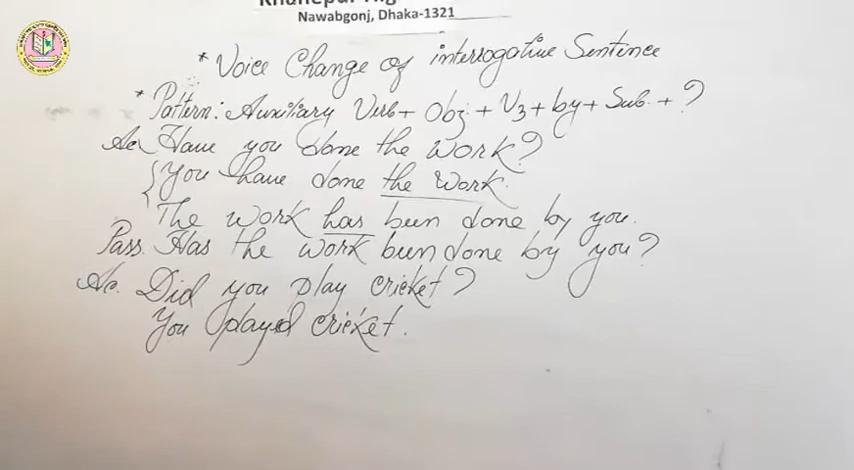 Nawabgonj, Dhaka-1321
* Voice Change of interrogative Sentence
* Pattern: Auxiliary Verb + Obj. + V3 + by + Sub. + ?
Ac. Have you done the work?
{ You have done the work.
The work has been done by you.
Pass. Has the work been done by you?
Ac. Did you play cricket?
You played cricket.